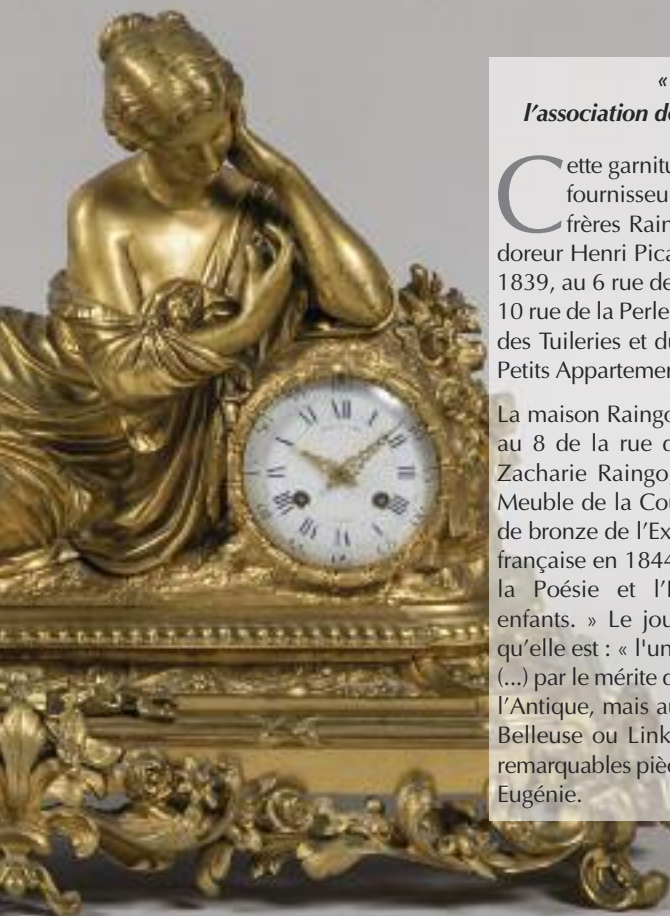 «
l’association de
Cette garnitu
fournisseu
frères Rain
doreur Henri Pica
1839, au 6 rue de
10 rue de la Perle
des Tuileries et du
Petits Appartemen
La maison Raingo
au 8 de la rue d
Zacharie Raingo
Meuble de la Cou
de bronze de l’Ex
française en 1844
la Poésie et l’I
enfants. » Le jou
qu’elle est : « l'un
(...) par le mérite d
l’Antique, mais au
Belleuse ou Link
remarquables pièc
Eugénie.
XII
I